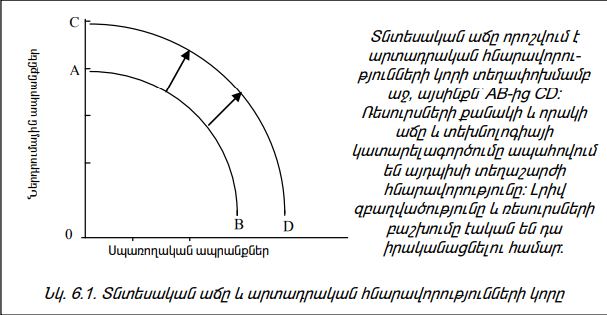 C
A
Ներդրումային ապրանքներ
0
B
D
Սպառողական ապրանքներ
Տնտեսական աճը որոշվում է
արտադրական հնարավորու-
թյունների կորի տեղափոխմամբ
աջ, այսինքն՝ AB-ից CD:
Ռեսուրսների քանակի և որակի
աճը և տեխնոլոգիայի
կատարելագործումը ապահովում
են այդպիսի տեղաշարժի
հնարավորությունը: Լրիվ
զբաղվածությունը և ռեսուրսների
բաշխումը էական են դա
իրականացնելու համար.
Նկ. 6.1. Տնտեսական աճը և արտադրական հնարավորությունների կորը